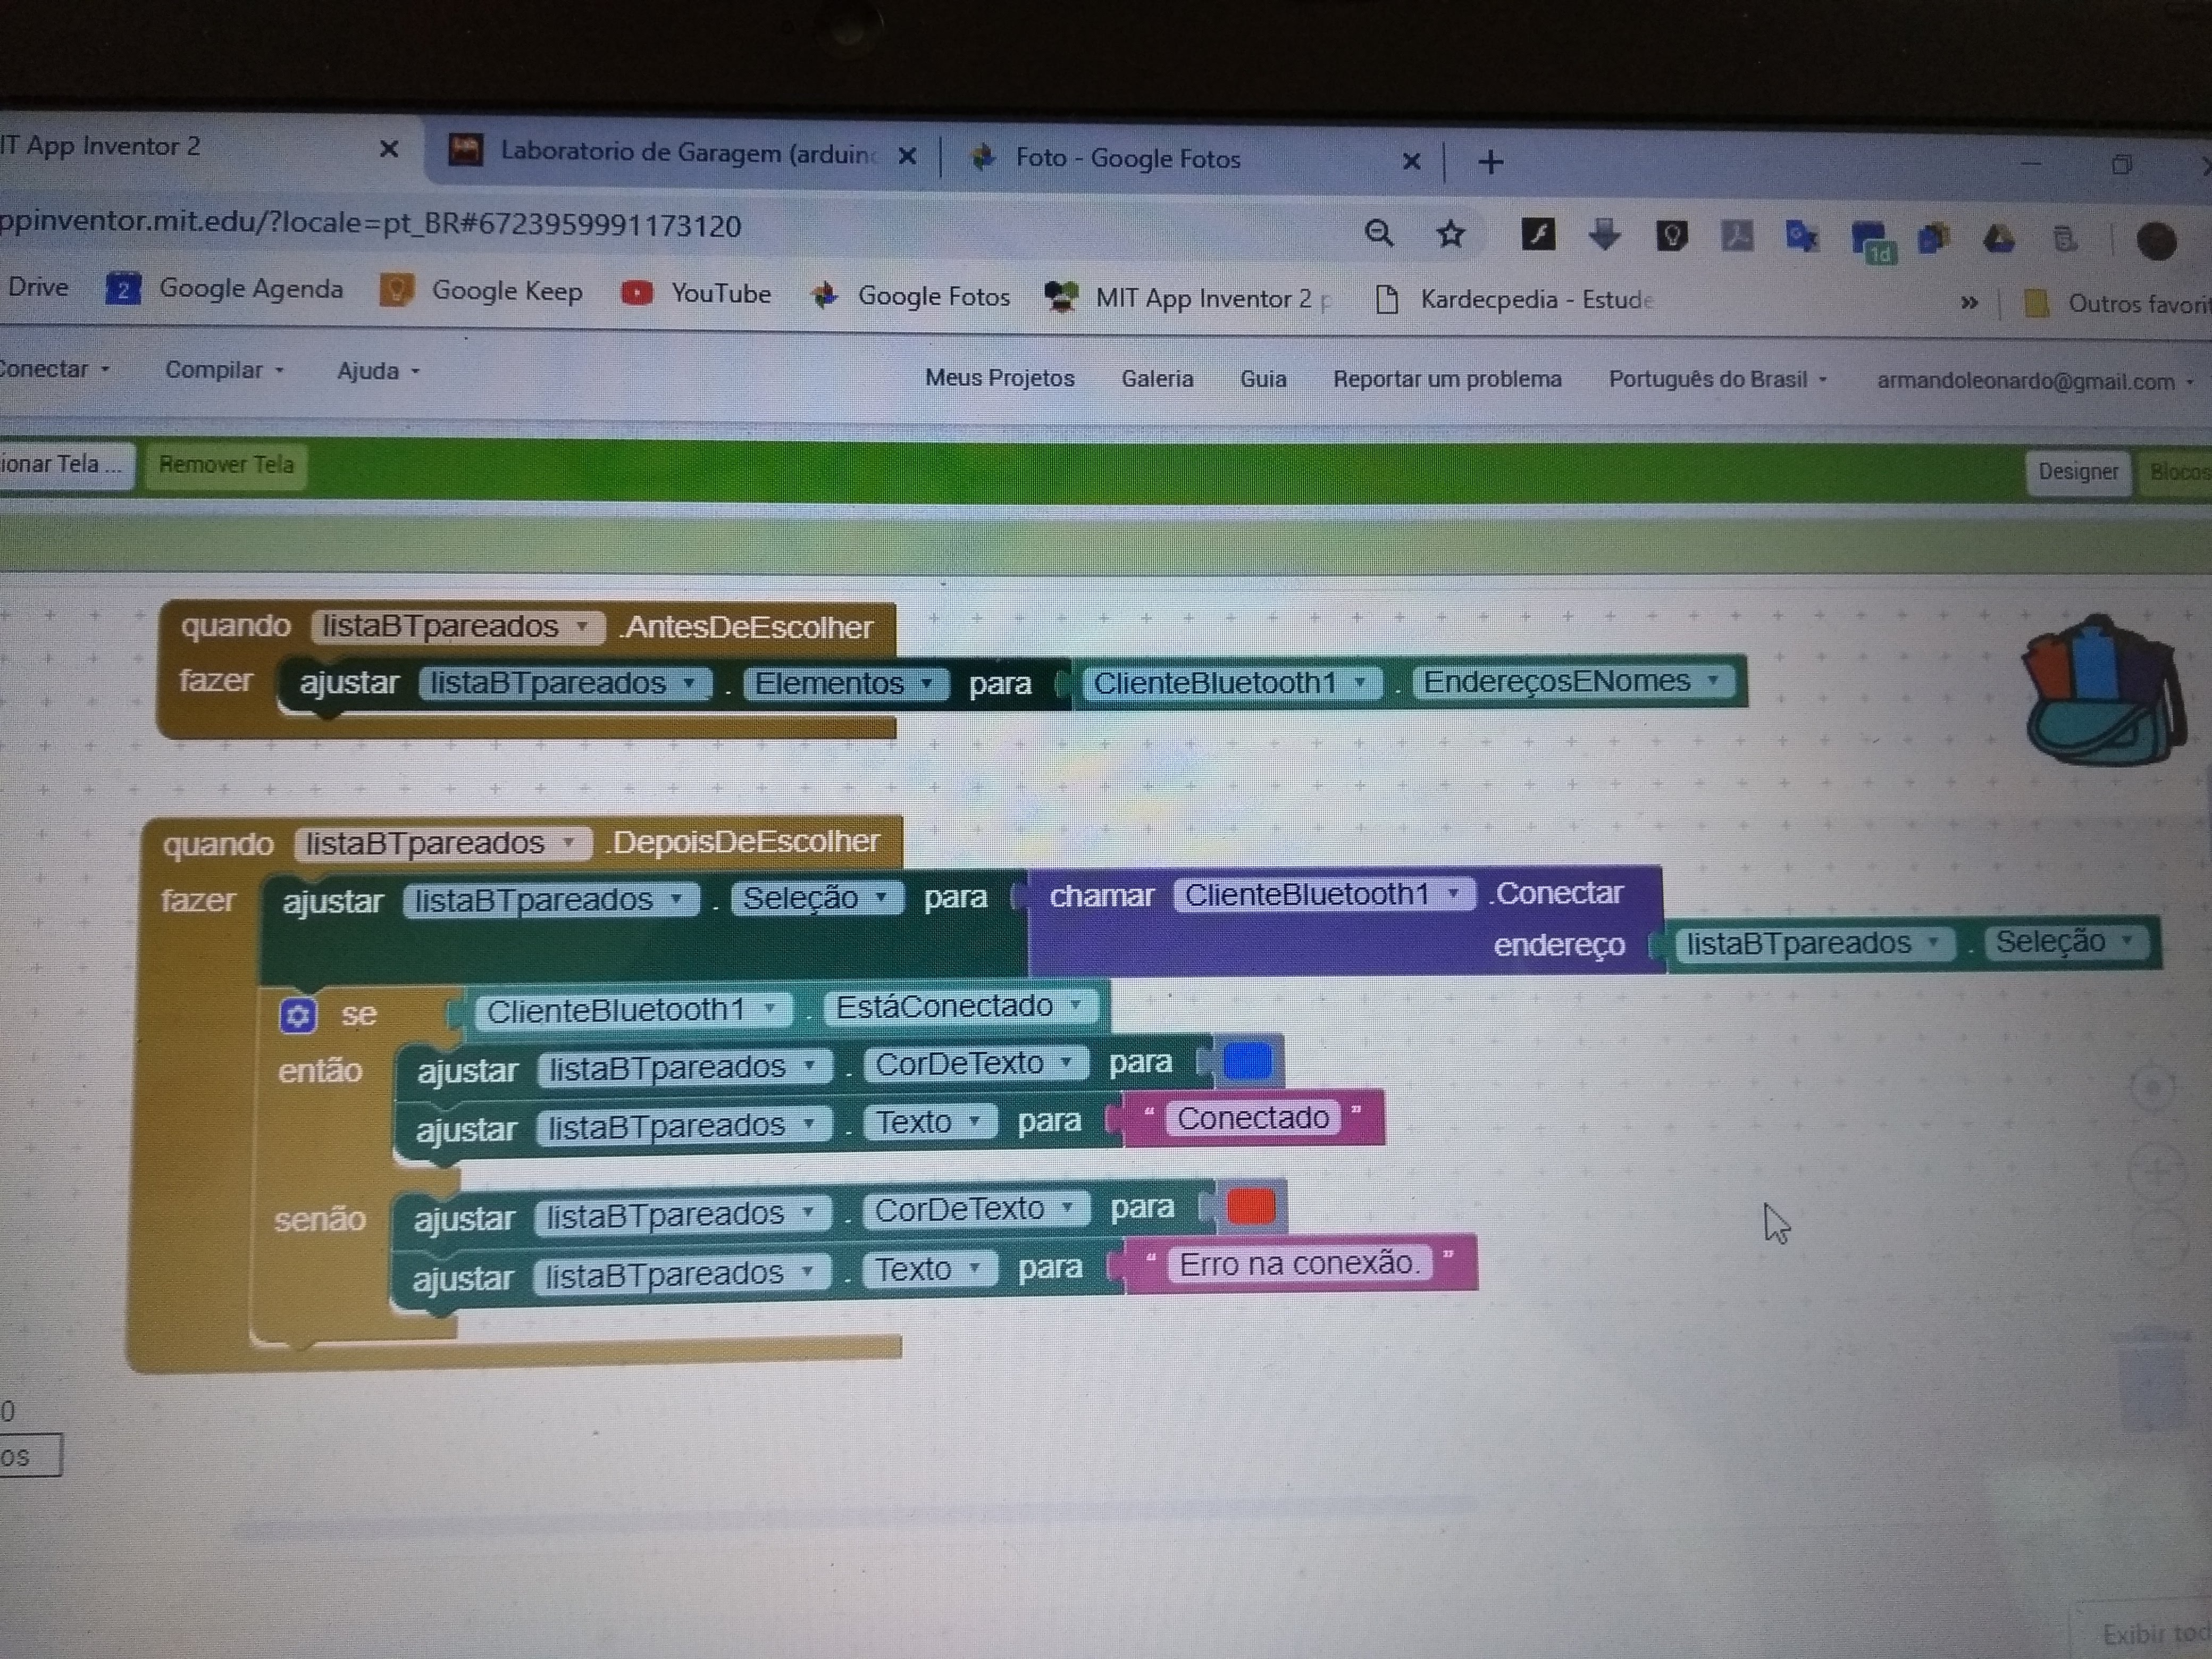 IT App Inventor 2
Laboratorio de Garagem (arduin
Foto - Google Fotos
ppinventor.mit.edu/?locale=pt_BR#6723959991173120
1d
Drive
2
Google Agenda
Google Keep
YouTube
Google Fotos
MIT App Inventor 2 p
Kardecpedia - Estude
»
Outros favorit
Conectar
Compilar
Ajuda
Meus Projetos
Galeria
Guia
Reportar um problema
Português do Brasil
armandoleonardo@gmail.com
ionar Tela ...
Remover Tela
Designer
Blocos
quando listaBTpareados .AntesDeEscolher
fazer ajustar listaBTpareados . Elementos para ClienteBluetooth1 . EndereçosENomes
quando listaBTpareados .DepoisDeEscolher
fazer ajustar listaBTpareados . Seleção para chamar ClienteBluetooth1 .Conectar
endereço listaBTpareados . Seleção
se ClienteBluetooth1 . EstáConectado
então ajustar listaBTpareados . CorDeTexto para
ajustar listaBTpareados . Texto para “ Conectado ”
senão ajustar listaBTpareados . CorDeTexto para
ajustar listaBTpareados . Texto para “ Erro na conexão. ”
0
os
Exibir tod